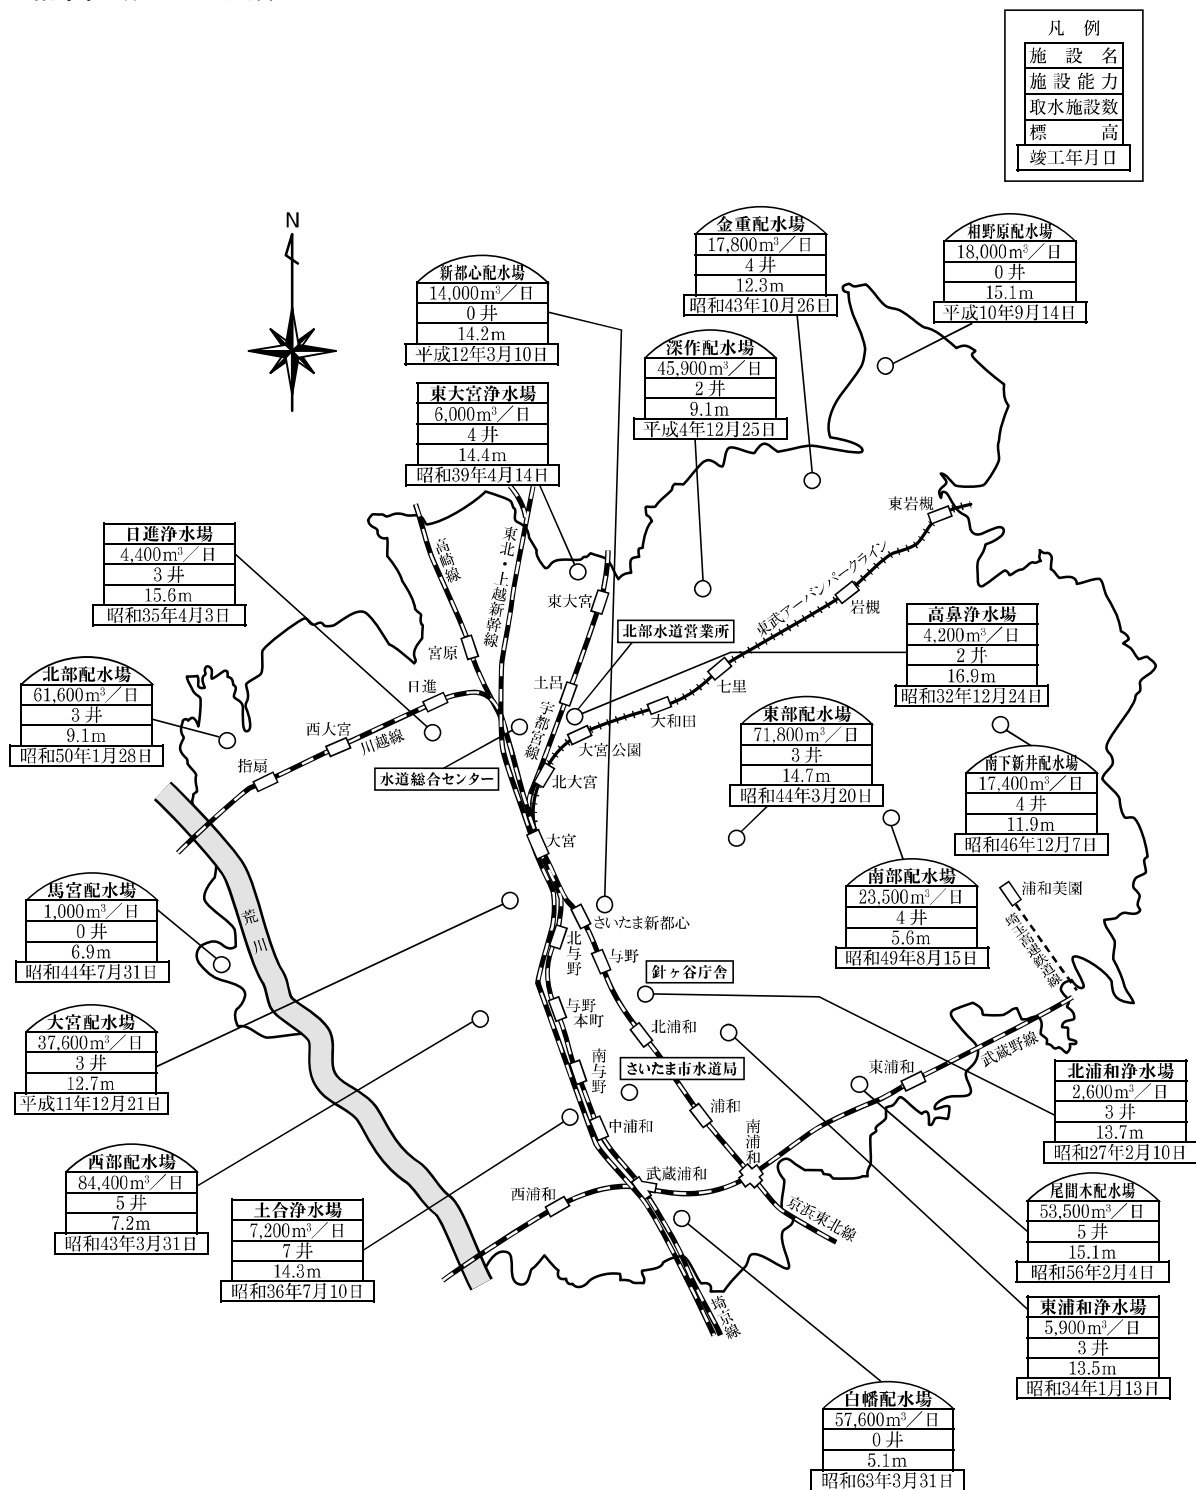 凡 例
施 設 名
施設能力
取水施設数
標 高
竣工年月日
N
金重配水場
17,800m³／日
4 井
12.3m
昭和43年10月26日
相野原配水場
18,000m³／日
0 井
15.1m
平成10年9月14日
新都心配水場
14,000m³／日
0 井
14.2m
平成12年3月10日
深作配水場
45,900m³／日
2 井
9.1m
平成4年12月25日
東大宮浄水場
6,000m³／日
4 井
14.4m
昭和39年4月14日
日進浄水場
4,400m³／日
3 井
15.6m
昭和35年4月3日
高鼻浄水場
4,200m³／日
2 井
16.9m
昭和32年12月24日
北部配水場
61,600m³／日
3 井
9.1m
昭和50年1月28日
東部配水場
71,800m³／日
3 井
14.7m
昭和44年3月20日
南下新井配水場
17,400m³／日
4 井
11.9m
昭和46年12月7日
南部配水場
23,500m³／日
4 井
5.6m
昭和49年8月15日
馬宮配水場
1,000m³／日
0 井
6.9m
昭和44年7月31日
大宮配水場
37,600m³／日
3 井
12.7m
平成11年12月21日
北浦和浄水場
2,600m³／日
3 井
13.7m
昭和27年2月10日
西部配水場
84,400m³／日
5 井
7.2m
昭和43年3月31日
土合浄水場
7,200m³／日
7 井
14.3m
昭和36年7月10日
尾間木配水場
53,500m³／日
5 井
15.1m
昭和56年2月4日
東浦和浄水場
5,900m³／日
3 井
13.5m
昭和34年1月13日
白幡配水場
57,600m³／日
0 井
5.1m
昭和63年3月31日
高崎線
東北・上越新幹線
東岩槻
東武アーバンパークライン
岩槻
東大宮
北部水道営業所
宮原
土呂
七里
日進
大和田
西大宮
川越線
宇都宮線
大宮公園
指扇
水道総合センター
北大宮
大宮
浦和美園
埼玉高速鉄道線
荒川
さいたま新都心
北与野
与野
針ヶ谷庁舎
与野本町
北浦和
武蔵野線
南与野
さいたま市水道局
東浦和
浦和
中浦和
南浦和
武蔵浦和
西浦和
京浜東北線
埼京線